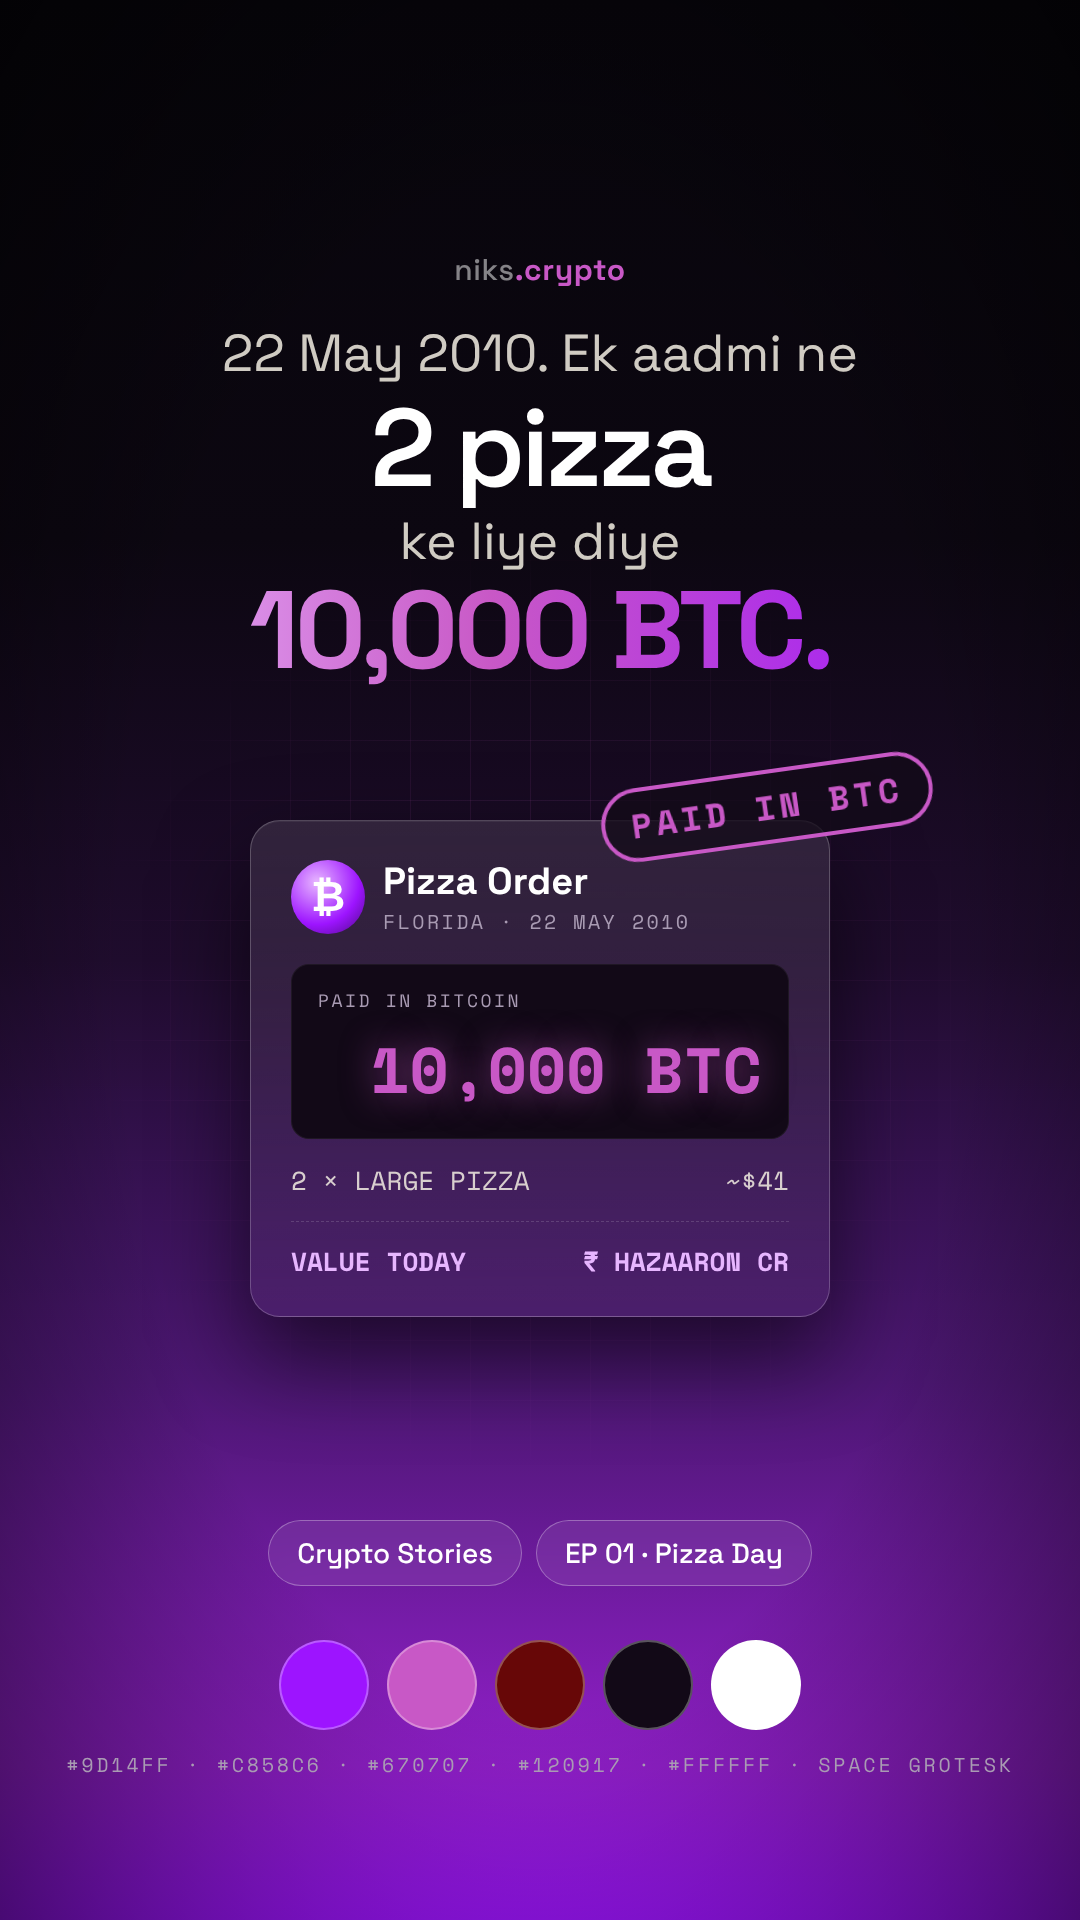 niks.crypto
22 May 2010. Ek aadmi ne
2 pizza
ke liye diye
10,000 BTC.
PAID IN BTC
₿ Pizza Order
FLORIDA · 22 MAY 2010
PAID IN BITCOIN
10,000 BTC
2 × LARGE PIZZA ~$41
VALUE TODAY ₹ HAZAARON CR
Crypto Stories EP 01 · Pizza Day
#9D14FF · #C858C6 · #670707 · #120917 · #FFFFFF · SPACE GROTESK